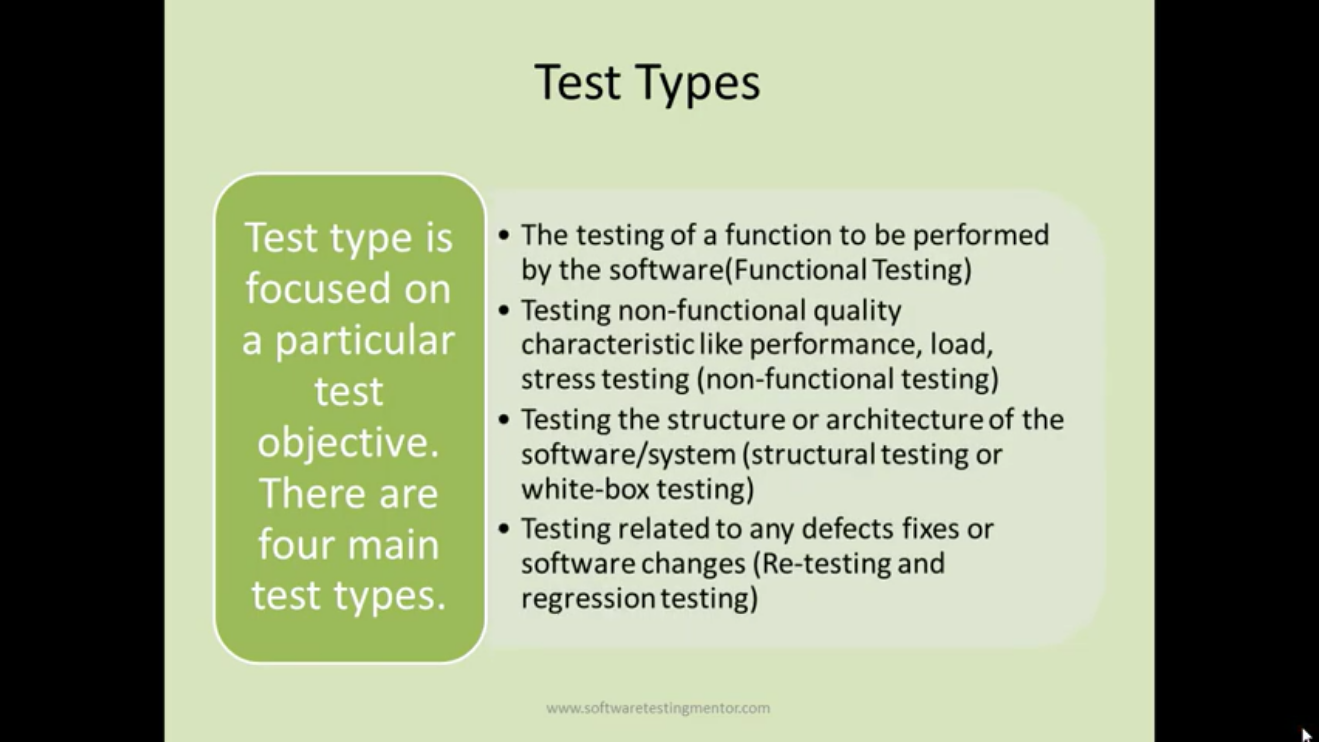 Test Types
Test type is
focused on
a particular
test
objective.
There are
four main
test types.
• The testing of a function to be performed
by the software(Functional Testing)
• Testing non-functional quality
characteristic like performance, load,
stress testing (non-functional testing)
• Testing the structure or architecture of the
software/system (structural testing or
white-box testing)
• Testing related to any defects fixes or
software changes (Re-testing and
regression testing)
www.softwaretestingmentor.com